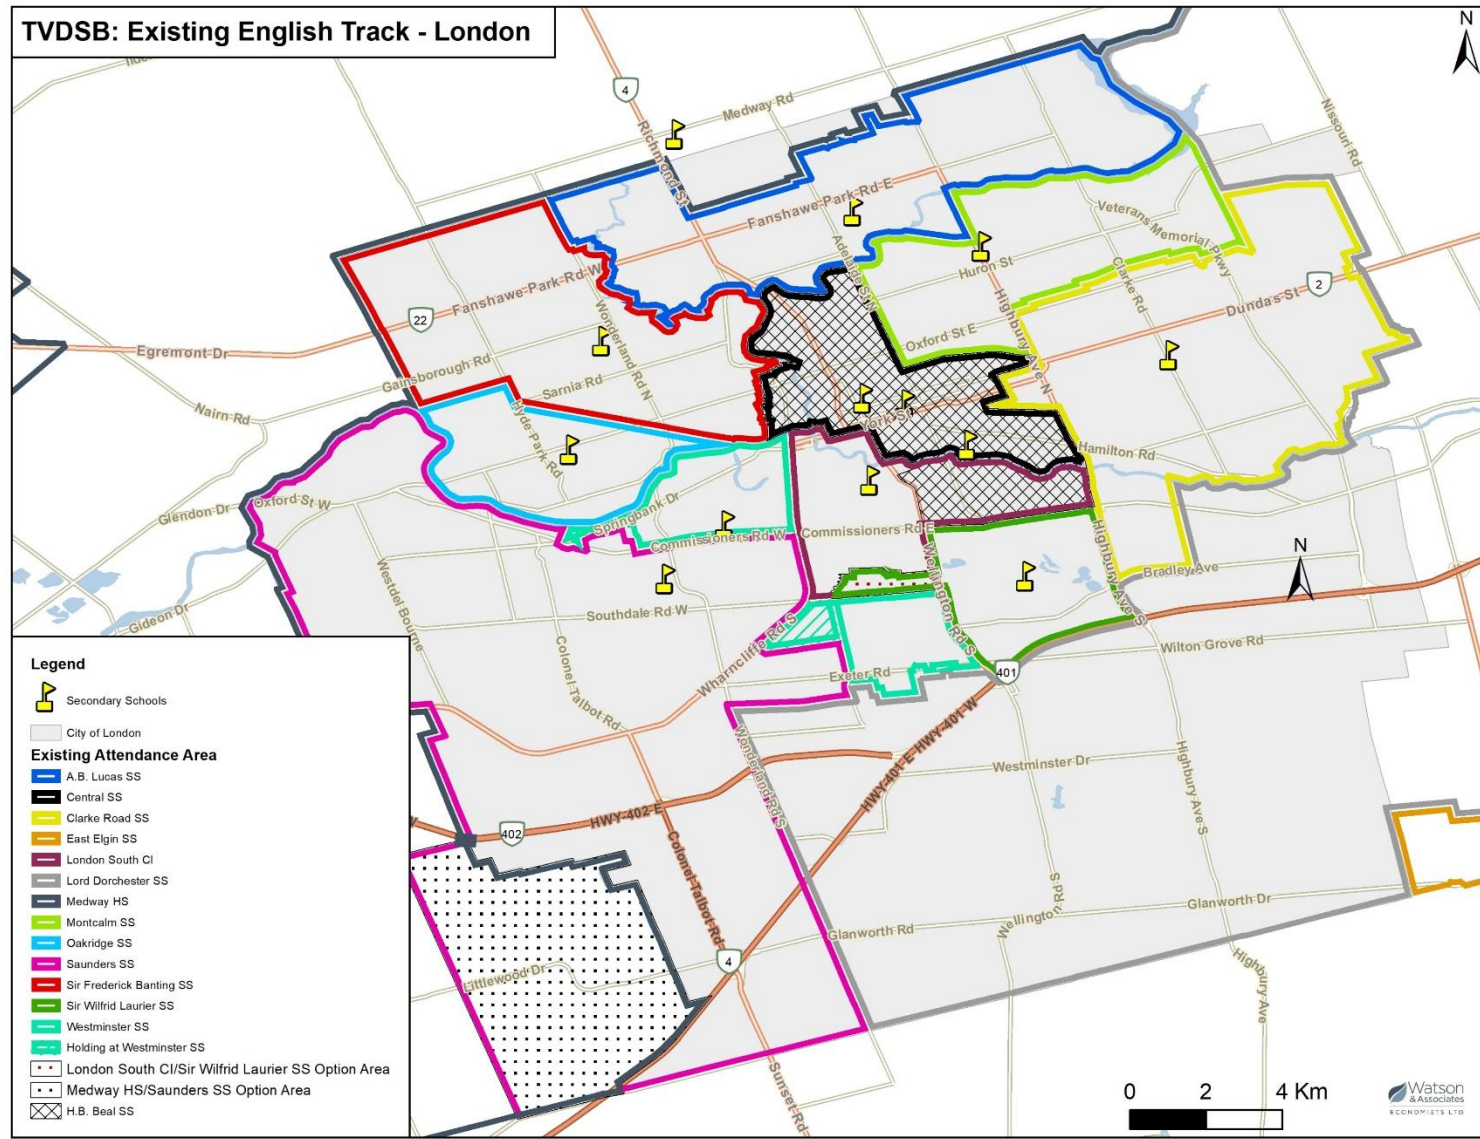 TVDSB: Existing English Track - London
N
4
Medway Rd
Richmond St
Nissouri Rd
Fanshawe Park Rd E
Veterans Memorial Pkwy
Adelaide St N
Huron St
Clarke Rd
2
Dundas St
Fanshawe Park Rd W
22
Wonderland Rd N
Highbury Ave N
Oxford St E
Egremont Dr
Gainsborough Rd
Sarnia Rd
Nairn Rd
Hyde Park Rd
York St
Hamilton Rd
Glendon Dr
Oxford St W
Springbank Dr
Commissioners Rd W
Commissioners Rd E
Highbury Ave S
Bradley Ave
N
Gideon Dr
Westdel Bourne
Southdale Rd W
Wellington Rd S
Colonel Talbot Rd
Wharncliffe Rd S
Exeter Rd
401
Wilton Grove Rd
Wonderland Rd S
HWY-401 E
HWY-401 W
Westminster Dr
Highbury Ave S
402
HWY-402 E
Colonel Talbot Rd
Wellington Rd S
Glanworth Dr
Glanworth Rd
4
Littlewood Dr
Highbury Ave
Sunset Rd
Legend
Secondary Schools
City of London
Existing Attendance Area
A.B. Lucas SS
Central SS
Clarke Road SS
East Elgin SS
London South CI
Lord Dorchester SS
Medway HS
Montcalm SS
Oakridge SS
Saunders SS
Sir Frederick Banting SS
Sir Wilfrid Laurier SS
Westminster SS
Holding at Westminster SS
London South CI/Sir Wilfrid Laurier SS Option Area
Medway HS/Saunders SS Option Area
H.B. Beal SS
0 2 4 Km
Watson
& Associates
ECONOMISTS LTD.